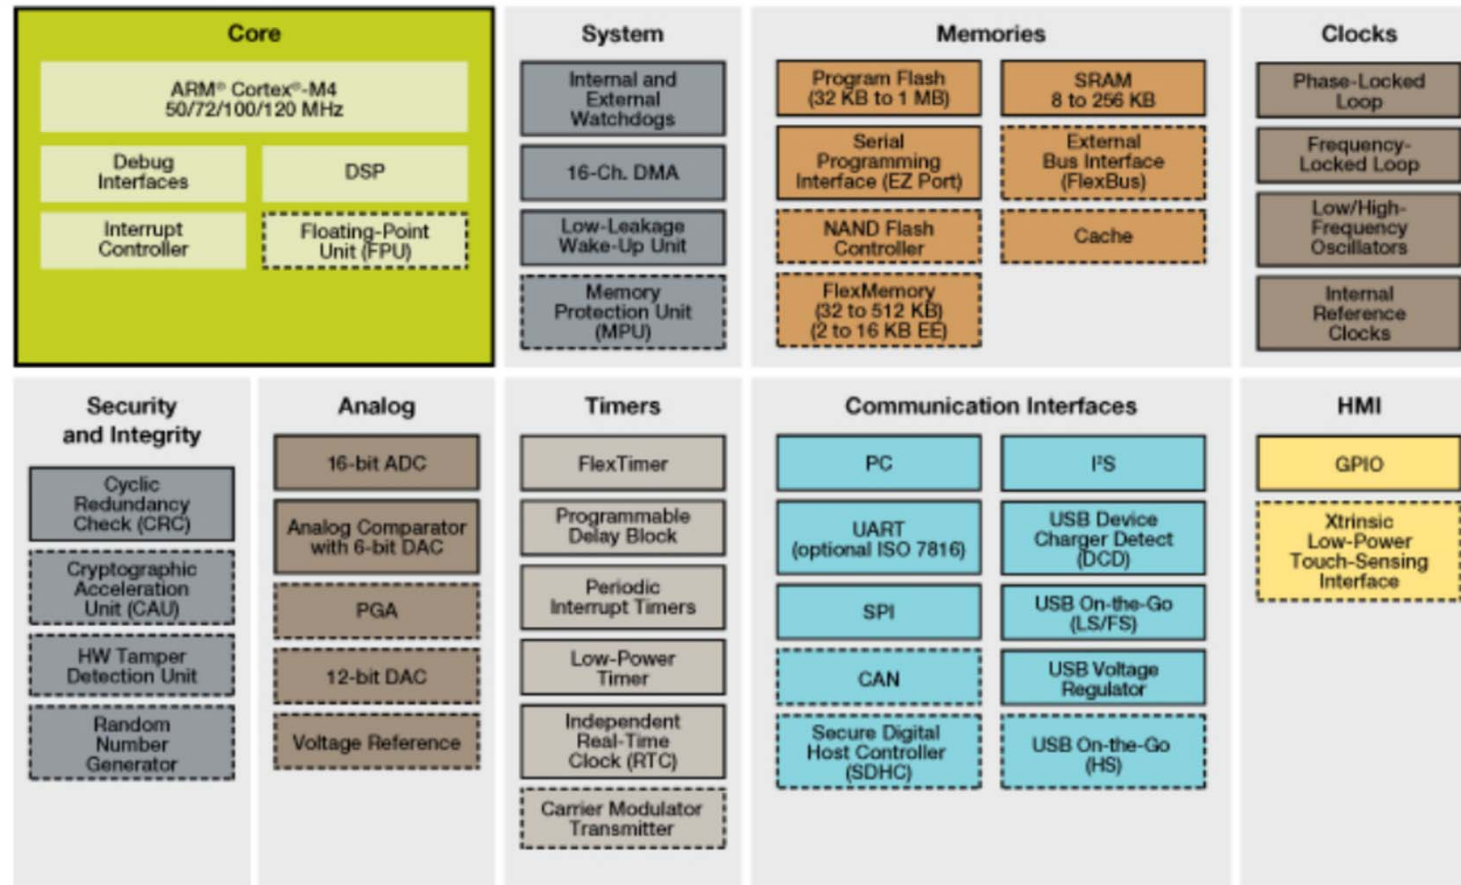 Core
ARM® Cortex®-M4
50/72/100/120 MHz
Debug
Interfaces
DSP
Interrupt
Controller
Floating-Point
Unit (FPU)
System
Internal and
External
Watchdogs
16-Ch. DMA
Low-Leakage
Wake-Up Unit
Memory
Protection Unit
(MPU)
Memories
Program Flash
(32 KB to 1 MB)
SRAM
8 to 256 KB
Serial
Programming
Interface (EZ Port)
External
Bus Interface
(FlexBus)
NAND Flash
Controller
Cache
FlexMemory
(32 to 512 KB)
(2 to 16 KB EE)
Clocks
Phase-Locked
Loop
Frequency-
Locked Loop
Low/High-
Frequency
Oscillators
Internal
Reference
Clocks
Security
and Integrity
Cyclic
Redundancy
Check (CRC)
Cryptographic
Acceleration
Unit (CAU)
HW Tamper
Detection Unit
Random
Number
Generator
Analog
16-bit ADC
Analog Comparator
with 6-bit DAC
PGA
12-bit DAC
Voltage Reference
Timers
FlexTimer
Programmable
Delay Block
Periodic
Interrupt Timers
Low-Power
Timer
Independent
Real-Time
Clock (RTC)
Carrier Modulator
Transmitter
Communication Interfaces
PC
I²S
UART
(optional ISO 7816)
USB Device
Charger Detect
(DCD)
SPI
USB On-the-Go
(LS/FS)
CAN
USB Voltage
Regulator
Secure Digital
Host Controller
(SDHC)
USB On-the-Go
(HS)
HMI
GPIO
Xtrinsic
Low-Power
Touch-Sensing
Interface